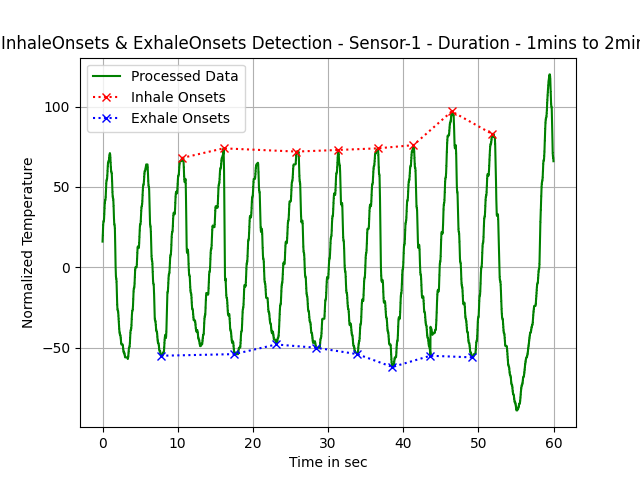 InhaleOnsets & ExhaleOnsets Detection - Sensor-1 - Duration - 1mins to 2min
Processed Data
Inhale Onsets
Exhale Onsets
Normalized Temperature
100
50
0
−50
0 10 20 30 40 50 60
Time in sec